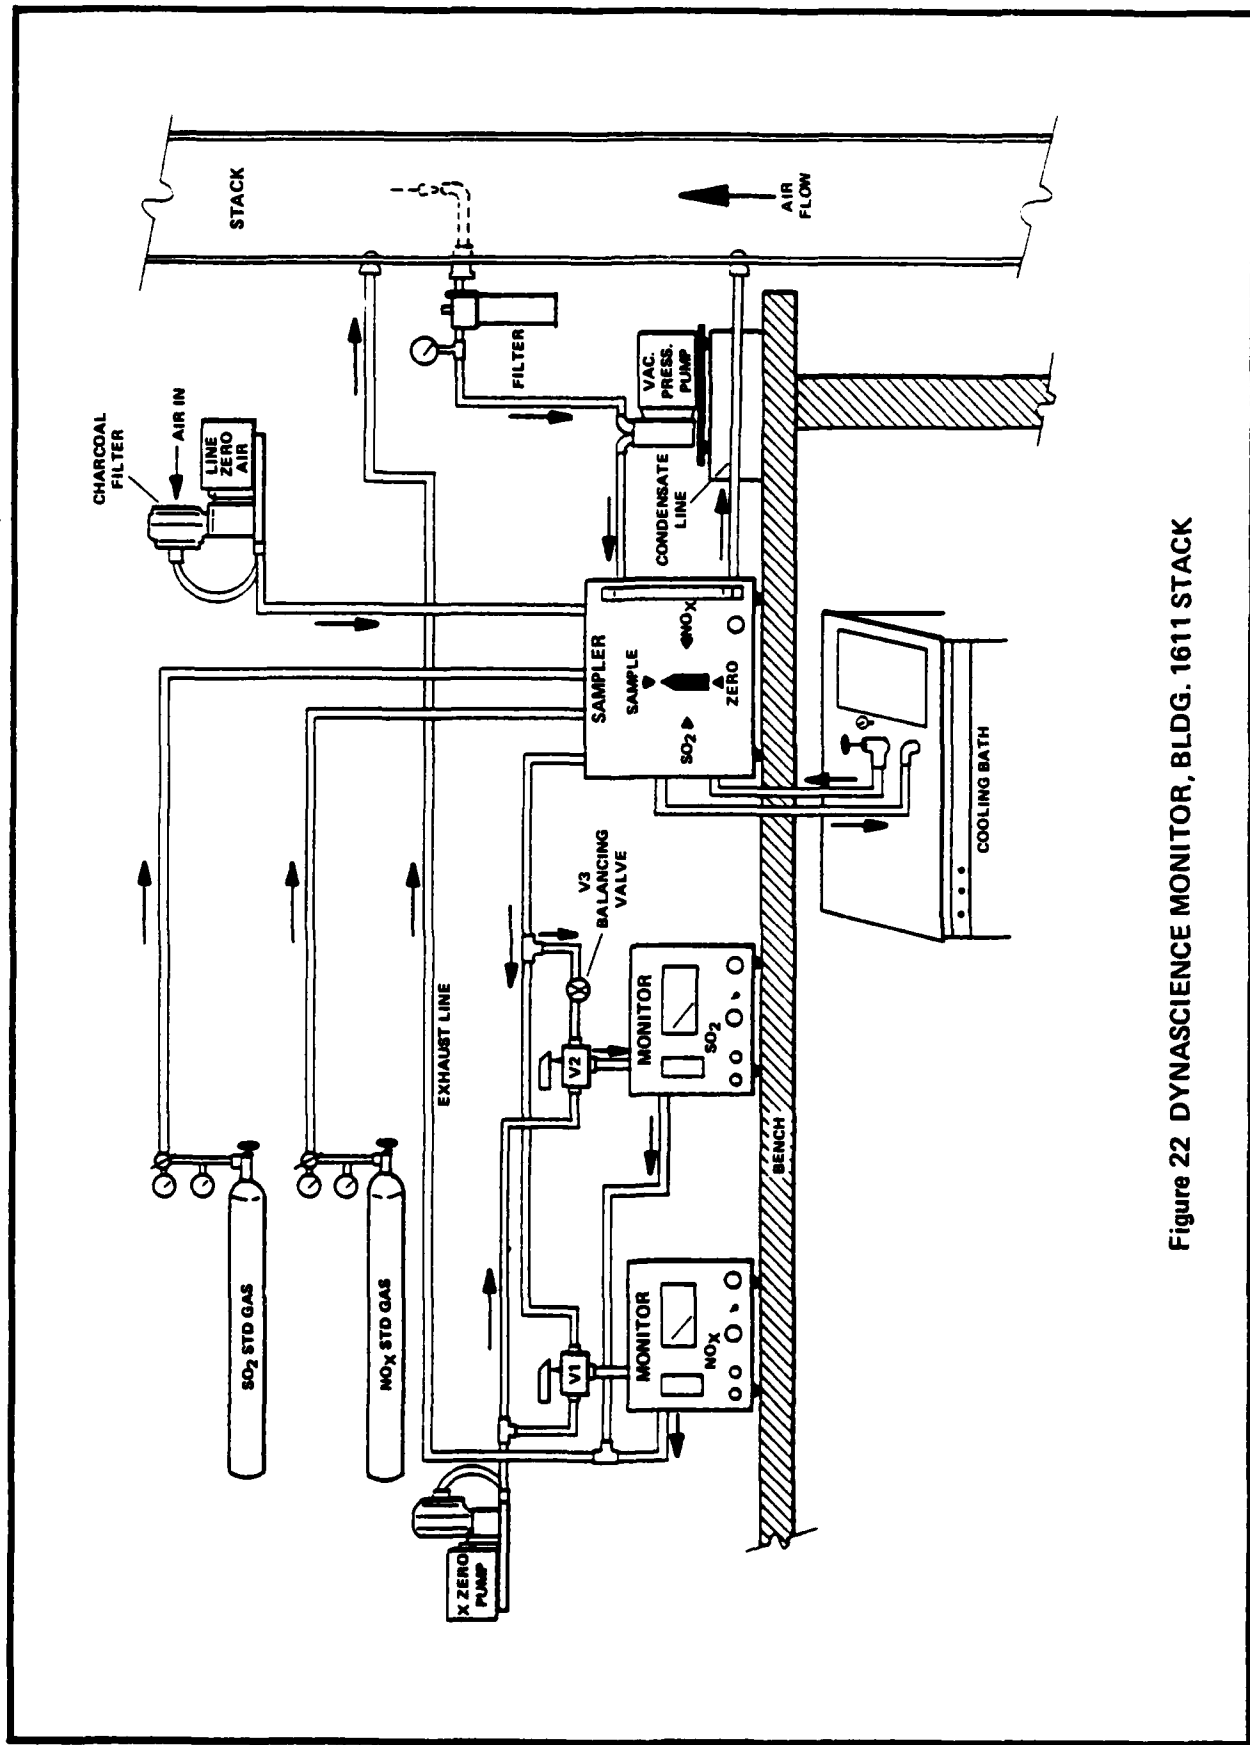 CHARCOAL
FILTER
AIR IN
LINE
ZERO
AIR
STACK
SO2 STD GAS
NOX STD GAS
EXHAUST LINE
FILTER
AIR
FLOW
X ZERO
PUMP
V1
V2
V3
BALANCING
VALVE
SAMPLER
SAMPLE
SO2
NOX
ZERO
CONDENSATE
LINE
VAC.
PRESS.
PUMP
MONITOR
NOX
MONITOR
SO2
BENCH
COOLING BATH
Figure 22 DYNASCIENCE MONITOR, BLDG. 1611 STACK